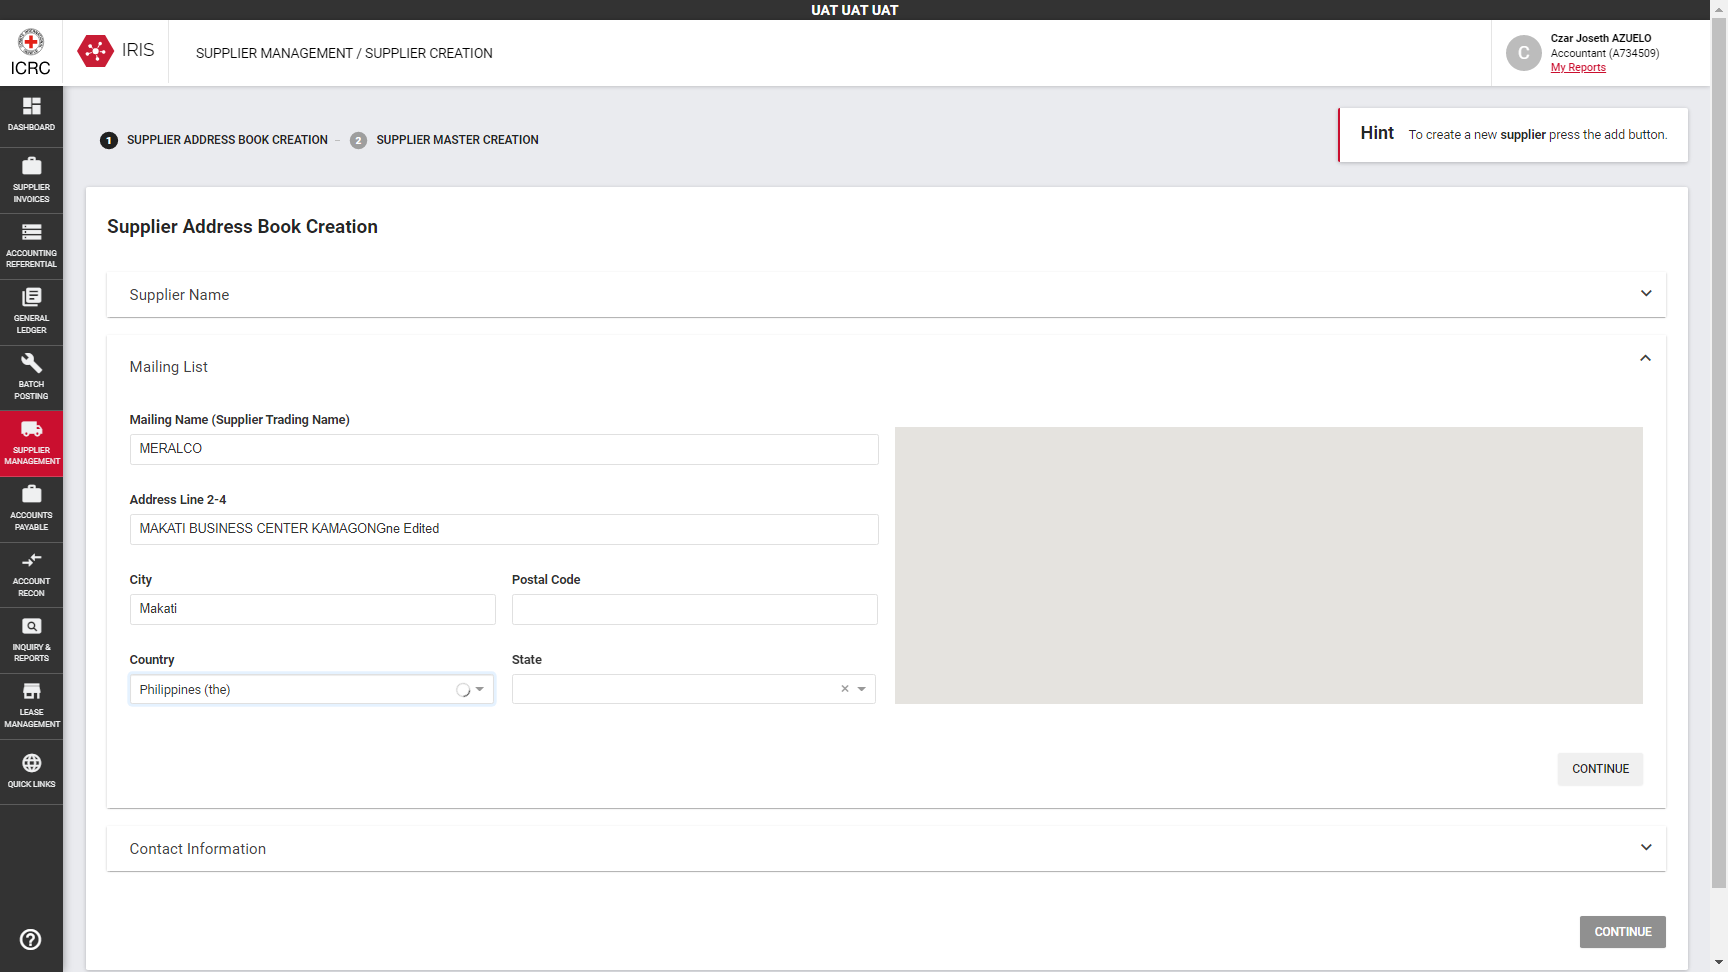 UAT UAT UAT
ICRC
IRIS
SUPPLIER MANAGEMENT / SUPPLIER CREATION
C
Czar Joseth AZUELO
Accountant (A734509)
My Reports
DASHBOARD
SUPPLIER
INVOICES
ACCOUNTING
REFERENTIAL
GENERAL
LEDGER
BATCH
POSTING
SUPPLIER
MANAGEMENT
ACCOUNTS
PAYABLE
ACCOUNT
RECON
INQUIRY &
REPORTS
LEASE
MANAGEMENT
QUICK LINKS
1 SUPPLIER ADDRESS BOOK CREATION – 2 SUPPLIER MASTER CREATION
Hint To create a new supplier press the add button.
Supplier Address Book Creation
Supplier Name
Mailing List
Mailing Name (Supplier Trading Name)
MERALCO
Address Line 2-4
MAKATI BUSINESS CENTER KAMAGONGne Edited
City
Postal Code
Makati
Country
State
Philippines (the)
×
CONTINUE
Contact Information
CONTINUE